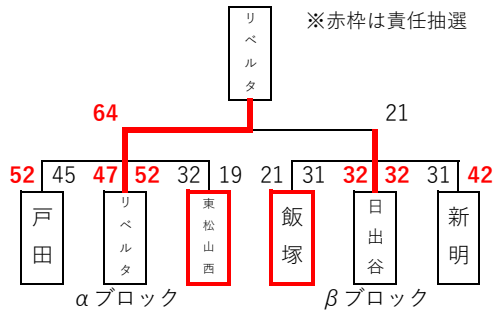 リベルタ
※赤枠は責任抽選
64
21
52 45 47 52 32 19 21 31 32 32 31 42
戸田
リベルタ
東松山西
飯塚
日出谷
新明
αブロック
βブロック